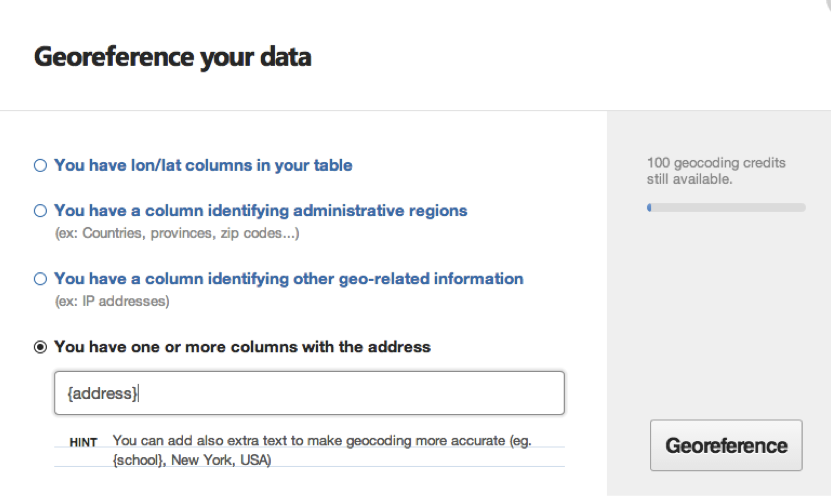 Georeference your data
You have lon/lat columns in your table
You have a column identifying administrative regions
(ex: Countries, provinces, zip codes...)
You have a column identifying other geo-related information
(ex: IP addresses)
You have one or more columns with the address
{address}
HINT You can add also extra text to make geocoding more accurate (eg.
{school}, New York, USA)
100 geocoding credits
still available.
Georeference